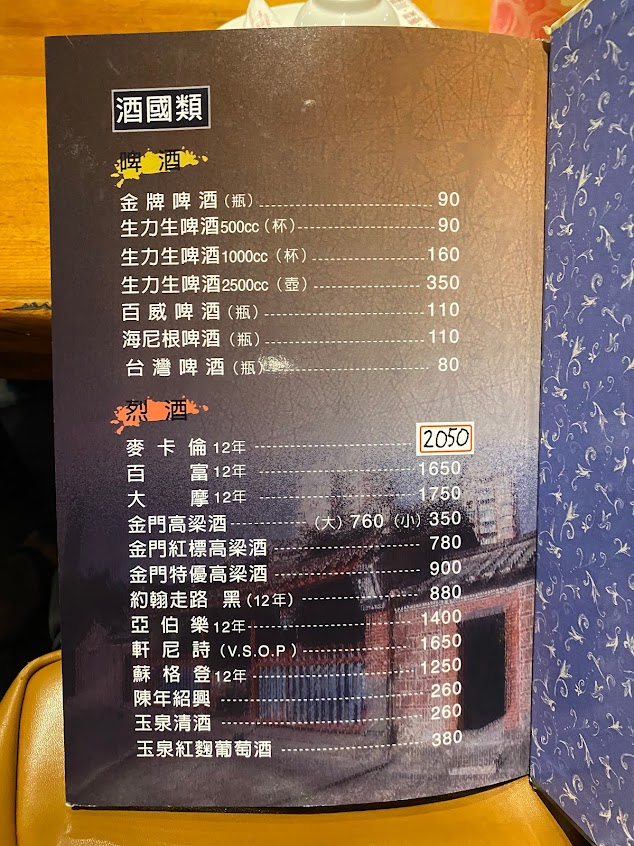 酒國類
啤酒
金牌啤酒(瓶) 90
生力生啤酒500cc(杯) 90
生力生啤酒1000cc(杯) 160
生力生啤酒2500cc(壺) 350
百威啤酒(瓶) 110
海尼根啤酒(瓶) 110
台灣啤酒(瓶) 80
烈酒
麥卡倫12年 2050
百富12年 1650
大摩12年 1750
金門高梁酒 (大)760 (小)350
金門紅標高梁酒 780
金門特優高梁酒 900
約翰走路 黑(12年) 880
亞伯樂12年 1400
軒尼詩(V.S.O.P) 1650
蘇格登12年 1250
陳年紹興 260
玉泉清酒 260
玉泉紅麴葡萄酒 380